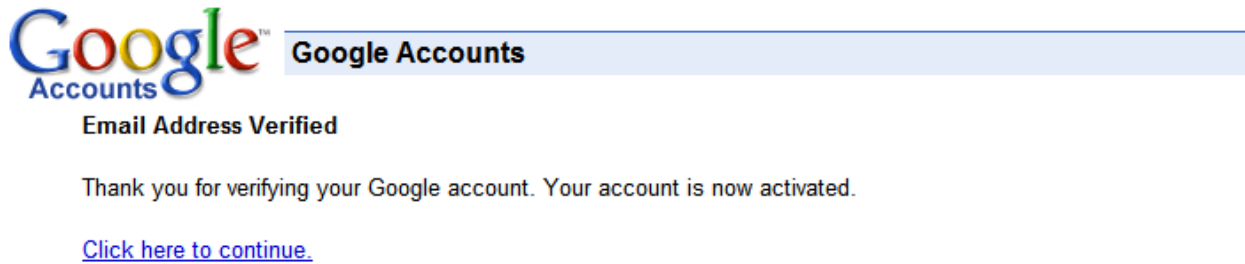 Google™
Accounts
Google Accounts
Email Address Verified
Thank you for verifying your Google account. Your account is now activated.
Click here to continue.